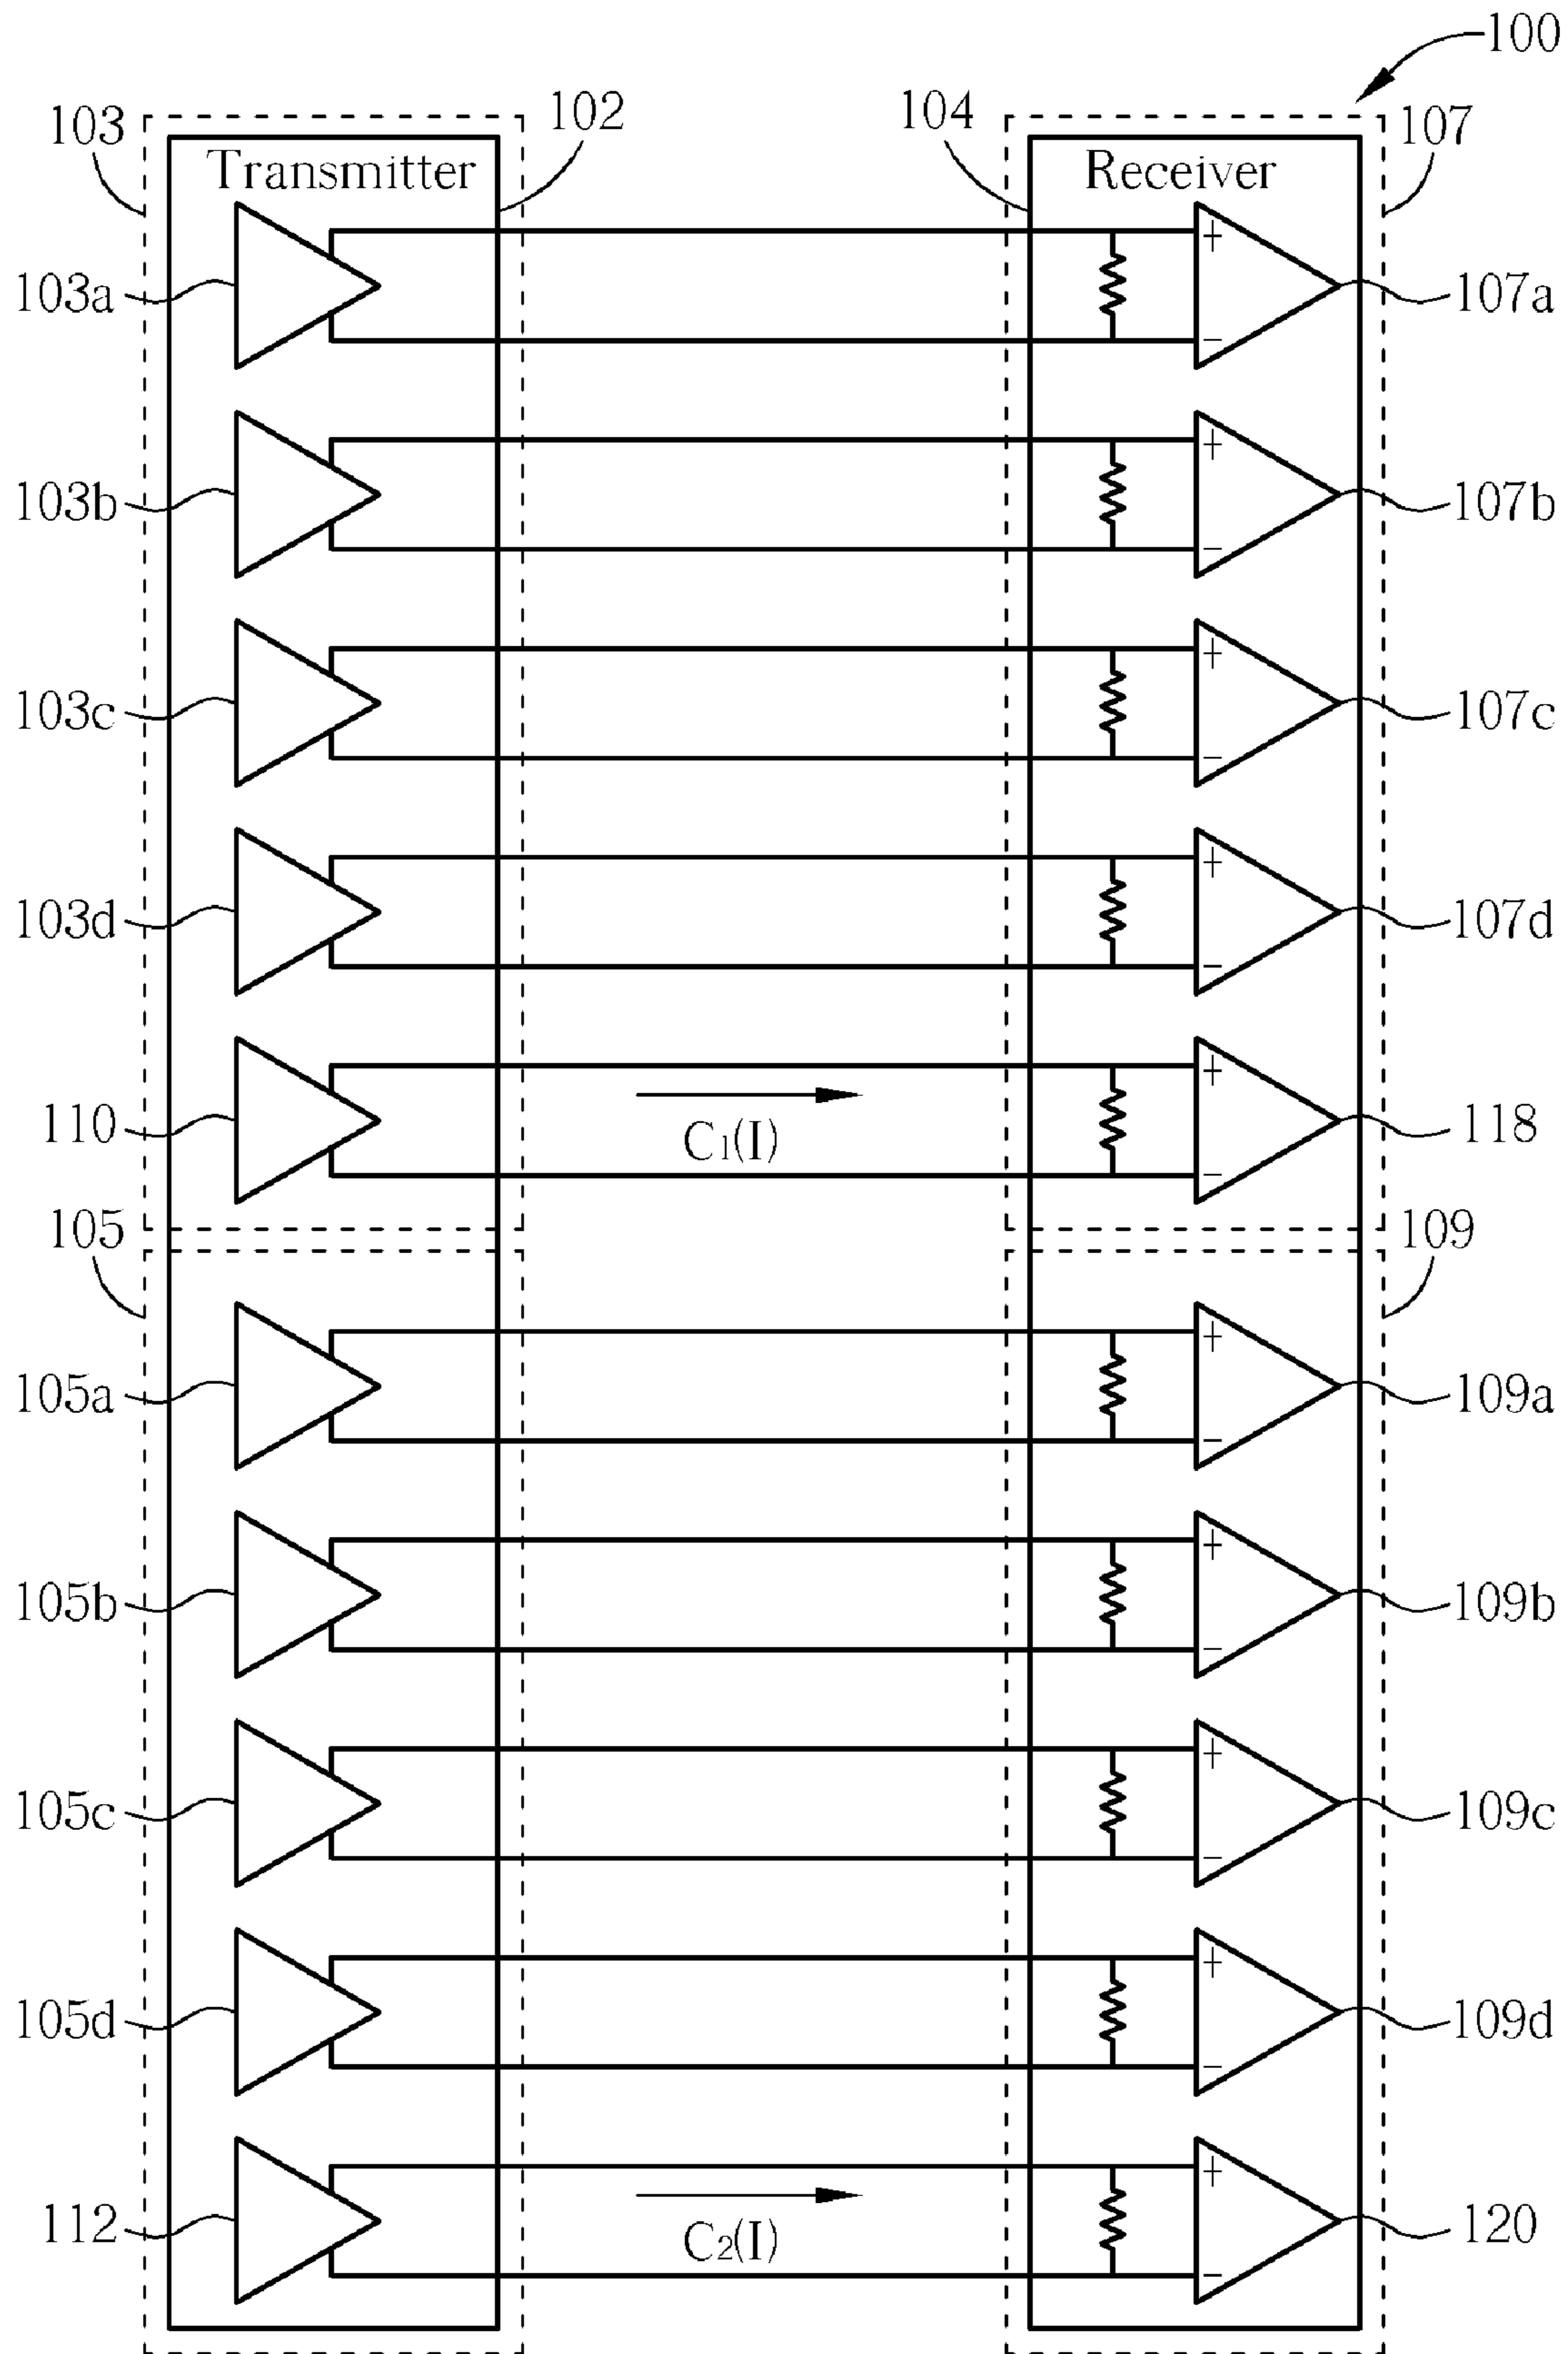 100
103
102
104
107
Transmitter
Receiver
103a
+
−
107a
103b
+
−
107b
103c
+
−
107c
103d
+
−
107d
110
C1(I)
+
−
118
105
109
105a
+
−
109a
105b
+
−
109b
105c
+
−
109c
105d
+
−
109d
112
C2(I)
+
−
120